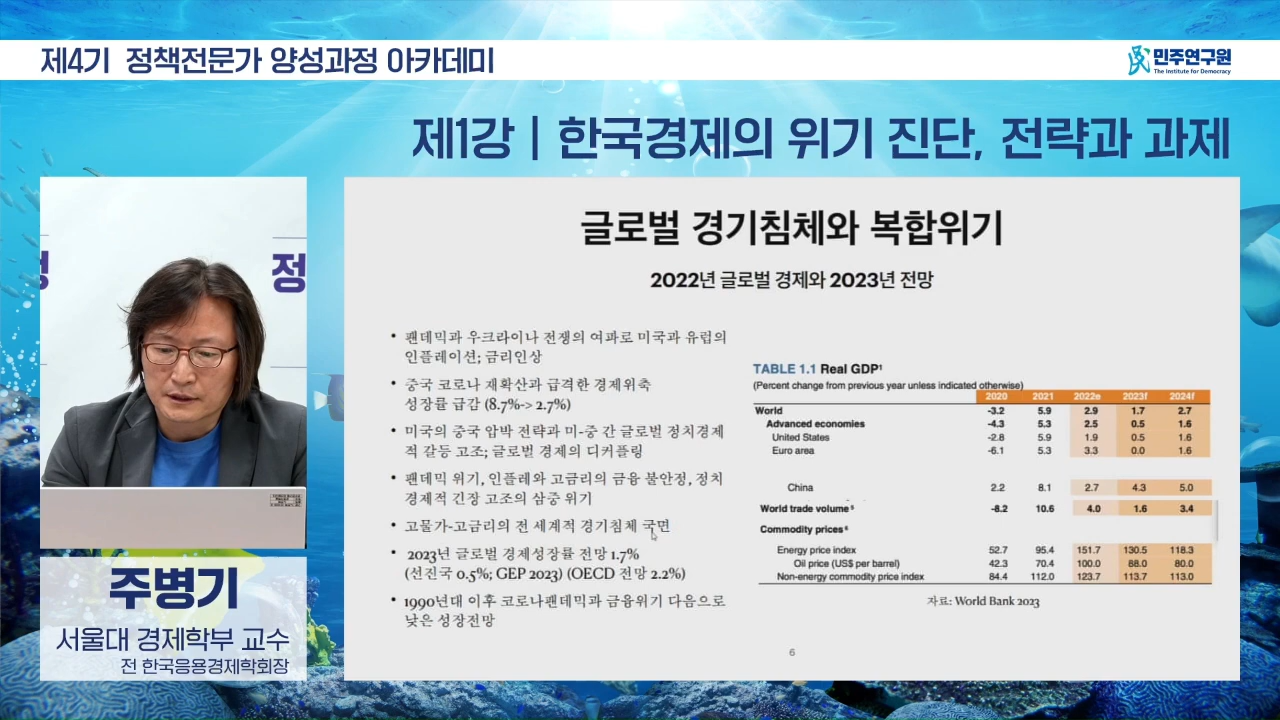 제4기 정책전문가 양성과정 아카데미
민주연구원
The Institute for Democracy
제1강 | 한국경제의 위기 진단, 전략과 과제
정
글로벌 경기침체와 복합위기
2022년 글로벌 경제와 2023년 전망
• 팬데믹과 우크라이나 전쟁의 여파로 미국과 유럽의
인플레이션; 금리인상
• 중국 코로나 재확산과 급격한 경제위축
성장률 급감 (8.7%-> 2.7%)
• 미국의 중국 압박 전략과 미-중 간 글로벌 정치경제
적 갈등 고조; 글로벌 경제의 디커플링
• 팬데믹 위기, 인플레와 고금리의 금융 불안정, 정치
경제적 긴장 고조의 삼중 위기
• 고물가-고금리의 전 세계적 경기침체 국면
• 2023년 글로벌 경제성장률 전망 1.7%
(선진국 0.5%; GEP 2023) (OECD 전망 2.2%)
• 1990년대 이후 코로나팬데믹과 금융위기 다음으로
낮은 성장전망
TABLE 1.1 Real GDP¹
(Percent change from previous year unless indicated otherwise)
2020 2021 2022e 2023f 2024f
World -3.2 5.9 2.9 1.7 2.7
Advanced economies -4.3 5.3 2.5 0.5 1.6
United States -2.8 5.9 1.9 0.5 1.6
Euro area -6.1 5.3 3.3 0.0 1.6
China 2.2 8.1 2.7 4.3 5.0
World trade volume⁵ -8.2 10.6 4.0 1.6 3.4
Commodity prices⁶
Energy price index 52.7 95.4 151.7 130.5 118.3
Oil price (US$ per barrel) 42.3 70.4 100.0 88.0 80.0
Non-energy commodity price index 84.4 112.0 123.7 113.7 113.0
자료: World Bank 2023
6
주병기
서울대 경제학부 교수
전 한국응용경제학회장